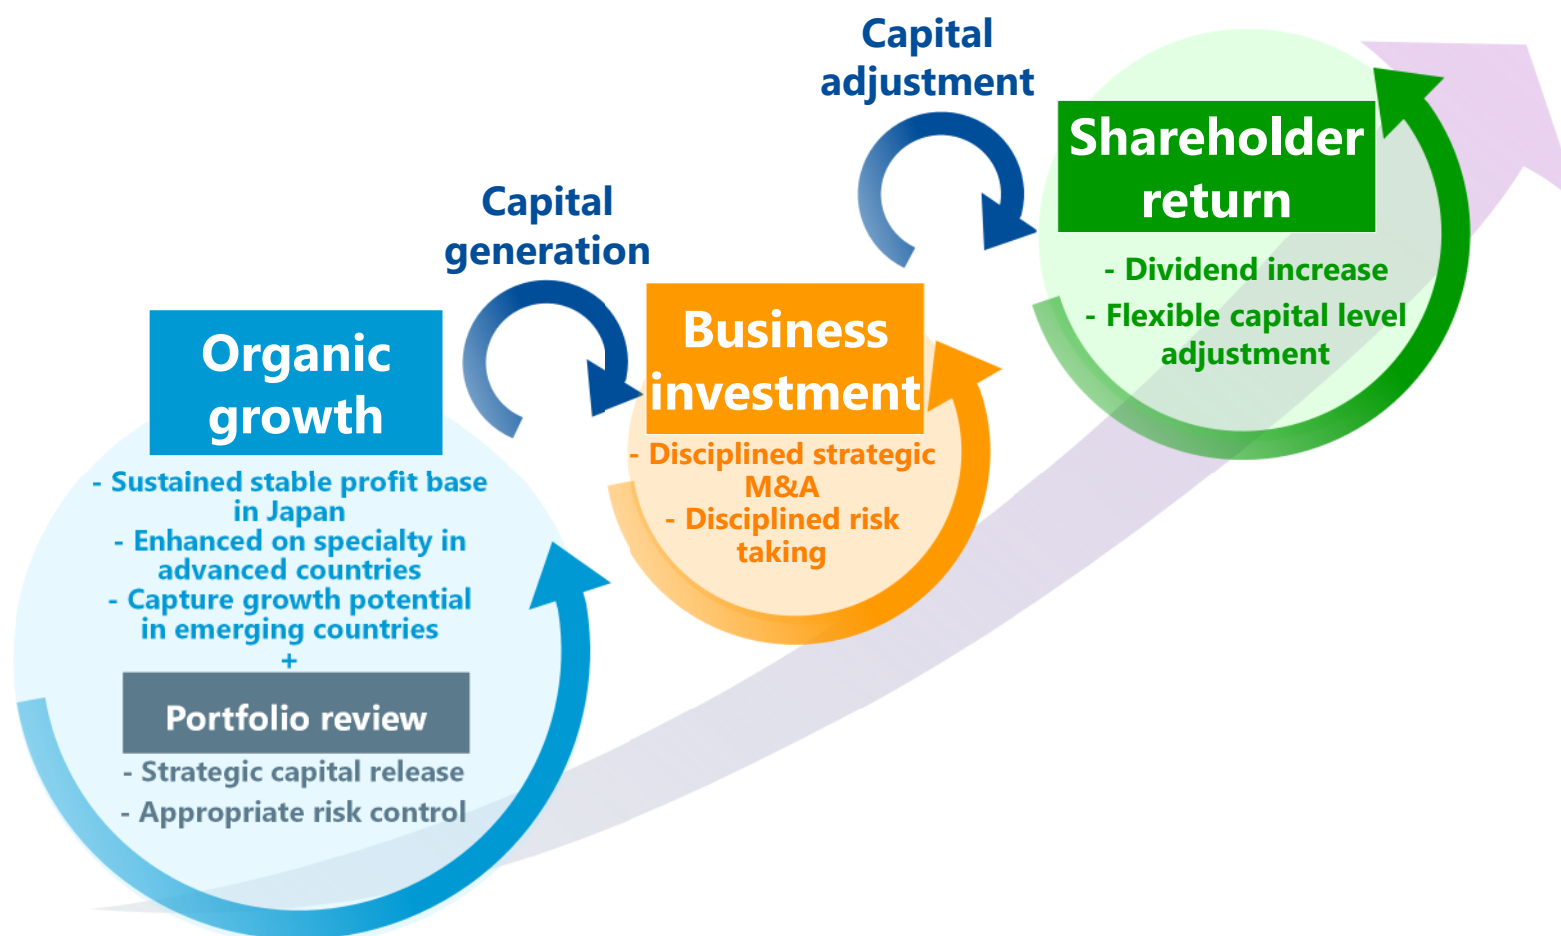 Capital
adjustment
Shareholder
return
- Dividend increase
- Flexible capital level
adjustment
Capital
generation
Business
investment
- Disciplined strategic
M&A
- Disciplined risk
taking
Organic
growth
- Sustained stable profit base
in Japan
- Enhanced on specialty in
advanced countries
- Capture growth potential
in emerging countries
+
Portfolio review
- Strategic capital release
- Appropriate risk control